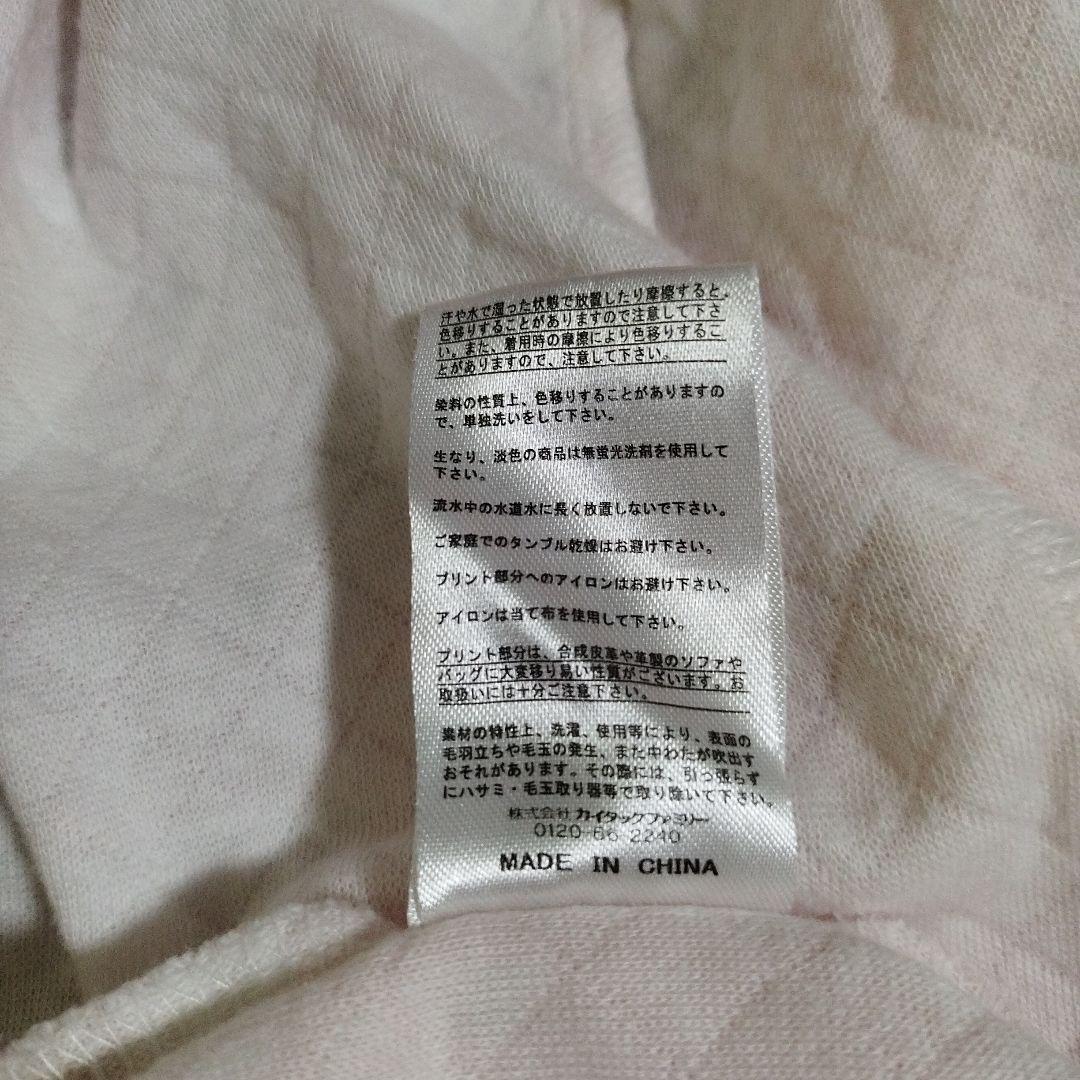 汗や水で湿った状態で放置したり摩擦すると、
色移りすることがありますので注意して下さ
い。また、着用時の摩擦により色移りするこ
とがありますので、注意して下さい。
染料の性質上、色移りすることがありますの
で、単独洗いをして下さい。
生なり、淡色の商品は無蛍光洗剤を使用して
下さい。
流水中の水道水に長く放置しないで下さい。
ご家庭でのタンブル乾燥はお避け下さい。
プリント部分へのアイロンはお避け下さい。
アイロンは当て布を使用して下さい。
プリント部分は、合成皮革や革製のソファや
バッグに大変移り易い性質がございます。お
取扱いには十分ご注意下さい。
素材の特性上、洗濯、使用等により、表面の
毛羽立ちや毛玉の発生、また中わたが吹出す
おそれがあります。その際には、引っ張らず
にハサミ・毛玉取り器等で取り除いて下さい。
株式会社 カイタックファミリー
0120-66-2240
MADE IN CHINA